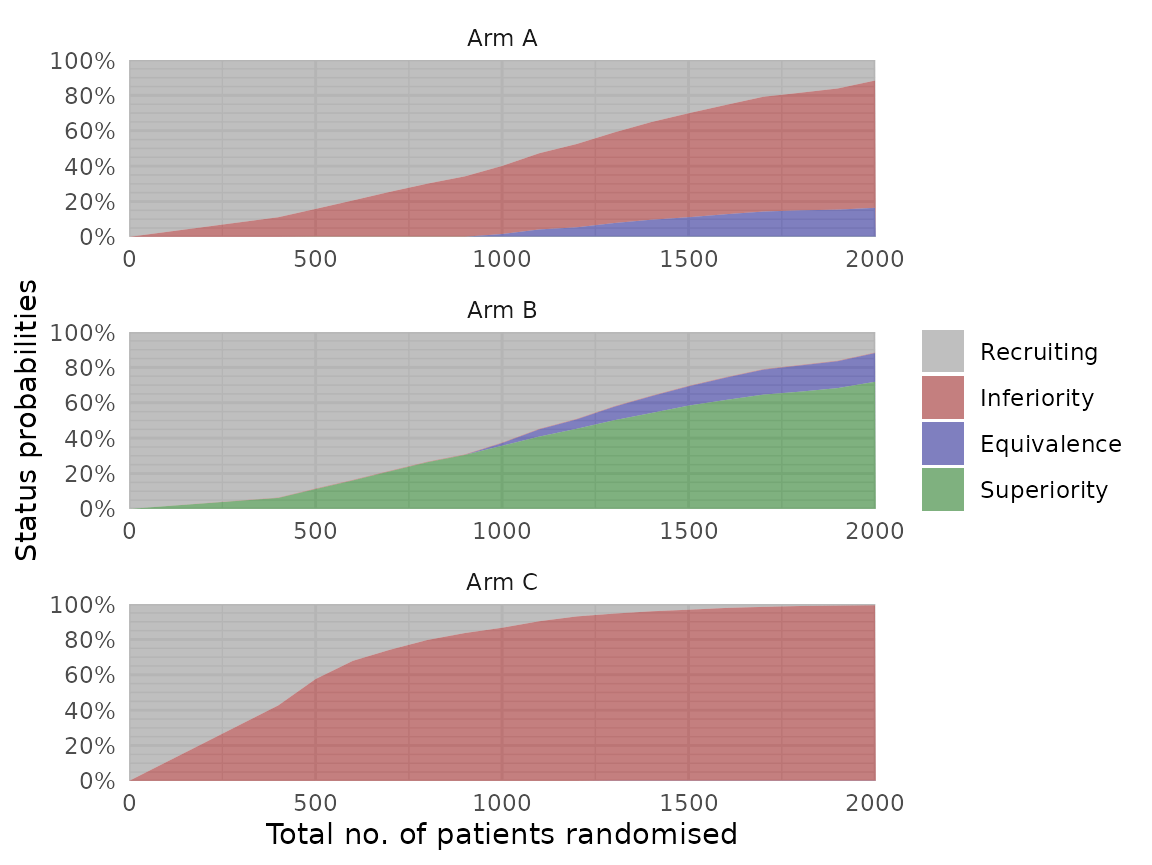 Arm A
100%
80%
60%
40%
20%
0%
0 500 1000 1500 2000
Arm B
100%
80%
60%
40%
20%
0%
0 500 1000 1500 2000
Arm C
100%
80%
60%
40%
20%
0%
0 500 1000 1500 2000
Status probabilities
Total no. of patients randomised
Recruiting
Inferiority
Equivalence
Superiority